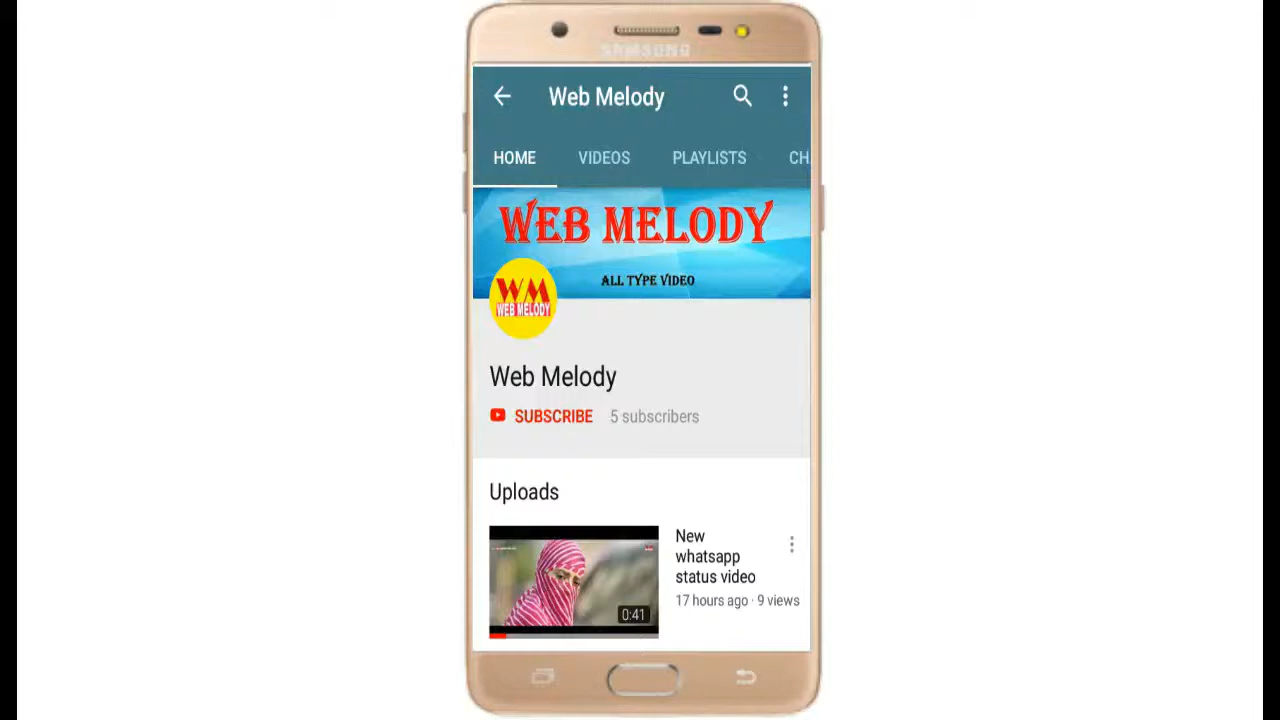 SAMSUNG
Web Melody
HOME VIDEOS PLAYLISTS CH
WEB MELODY
ALL TYPE VIDEO
WM
WEB MELODY
Web Melody
SUBSCRIBE 5 subscribers
Uploads
New
whatsapp
status video
17 hours ago · 9 views
0:41